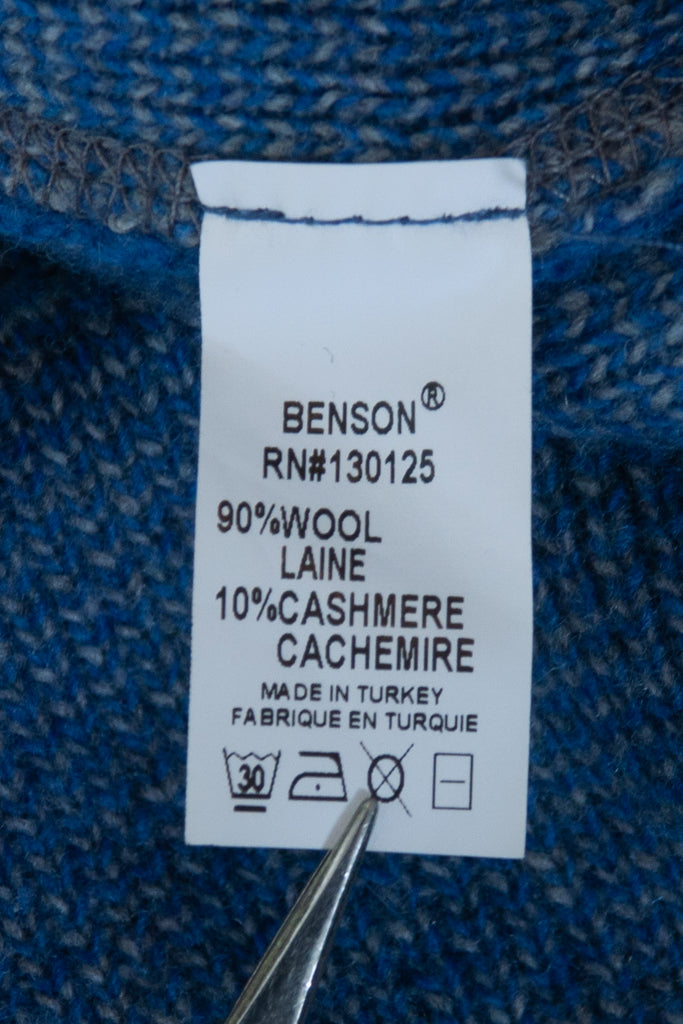 BENSON®
RN#130125
90%WOOL
LAINE
10%CASHMERE
CACHEMIRE
MADE IN TURKEY
FABRIQUE EN TURQUIE
30